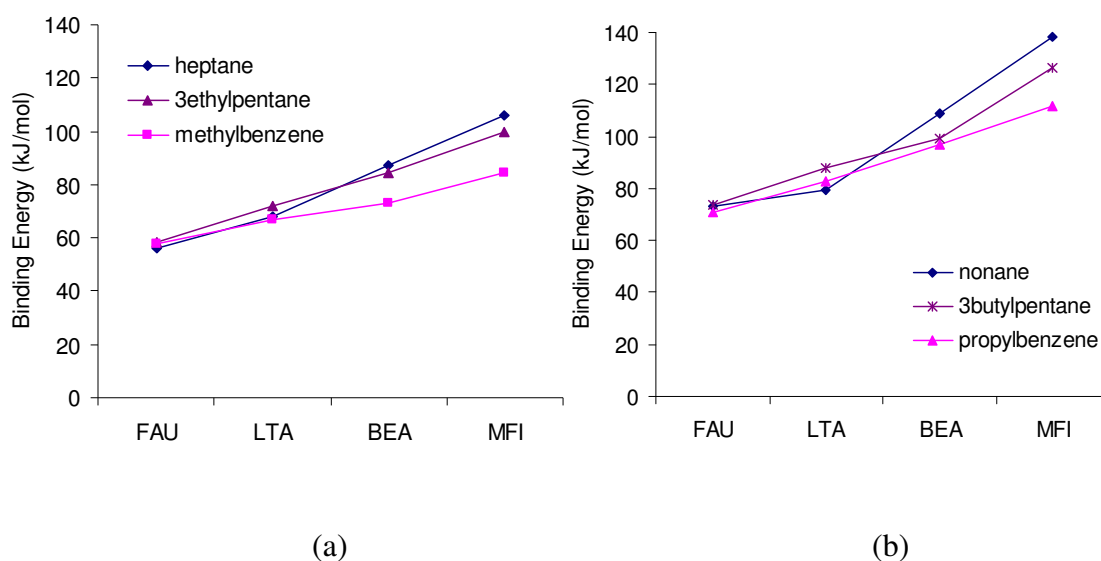 Binding Energy (kJ/mol)
140
120
100
80
60
40
20
0
heptane
3ethylpentane
methylbenzene
FAU LTA BEA MFI
(a)
Binding Energy (kJ/mol)
140
120
100
80
60
40
20
0
nonane
3butylpentane
propylbenzene
FAU LTA BEA MFI
(b)